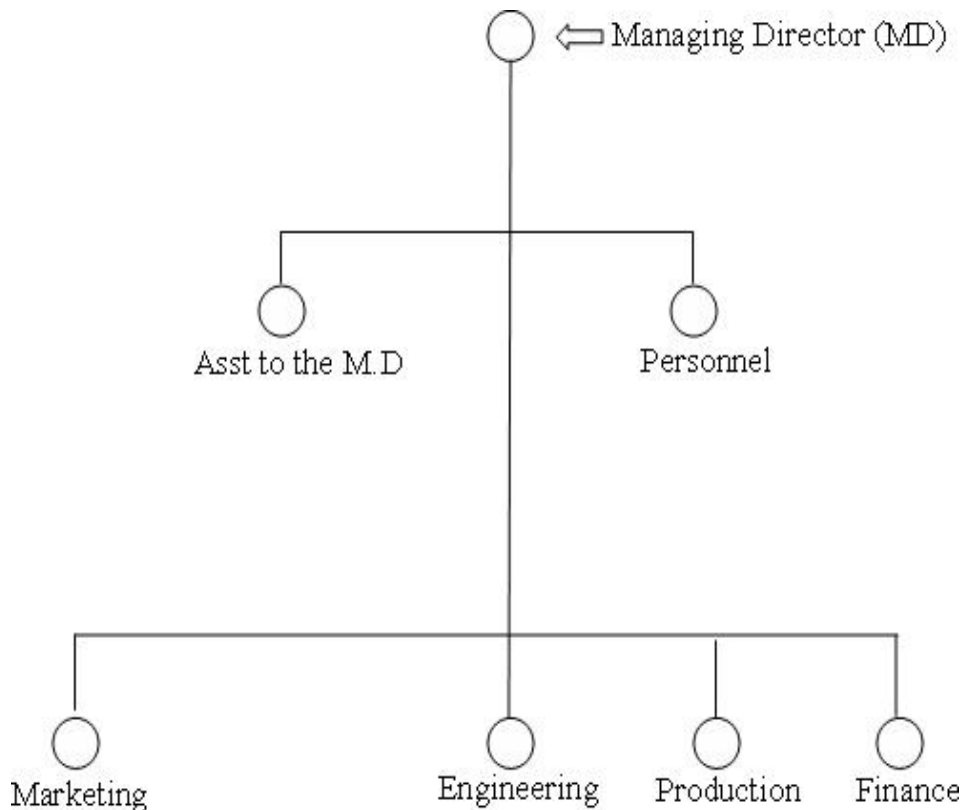 Managing Director (MD)
Asst to the M.D
Personnel
Marketing
Engineering
Production
Finance